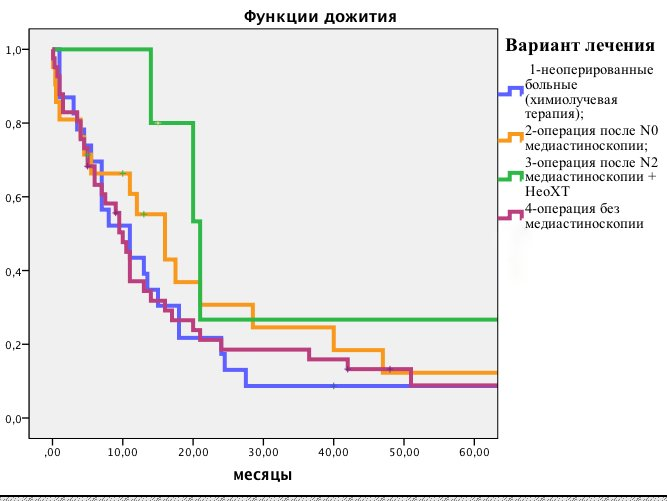 Функции дожития
Вариант лечения
1-неоперированные
больные
(химиолучевая
терапия);
2-операция после N0
медиастиноскопии;
3-операция после N2
медиастиноскопии +
НеоХТ
4-операция без
медиастиноскопии
1,0
0,8
0,6
0,4
0,2
0,0
,00 10,00 20,00 30,00 40,00 50,00 60,00
месяцы